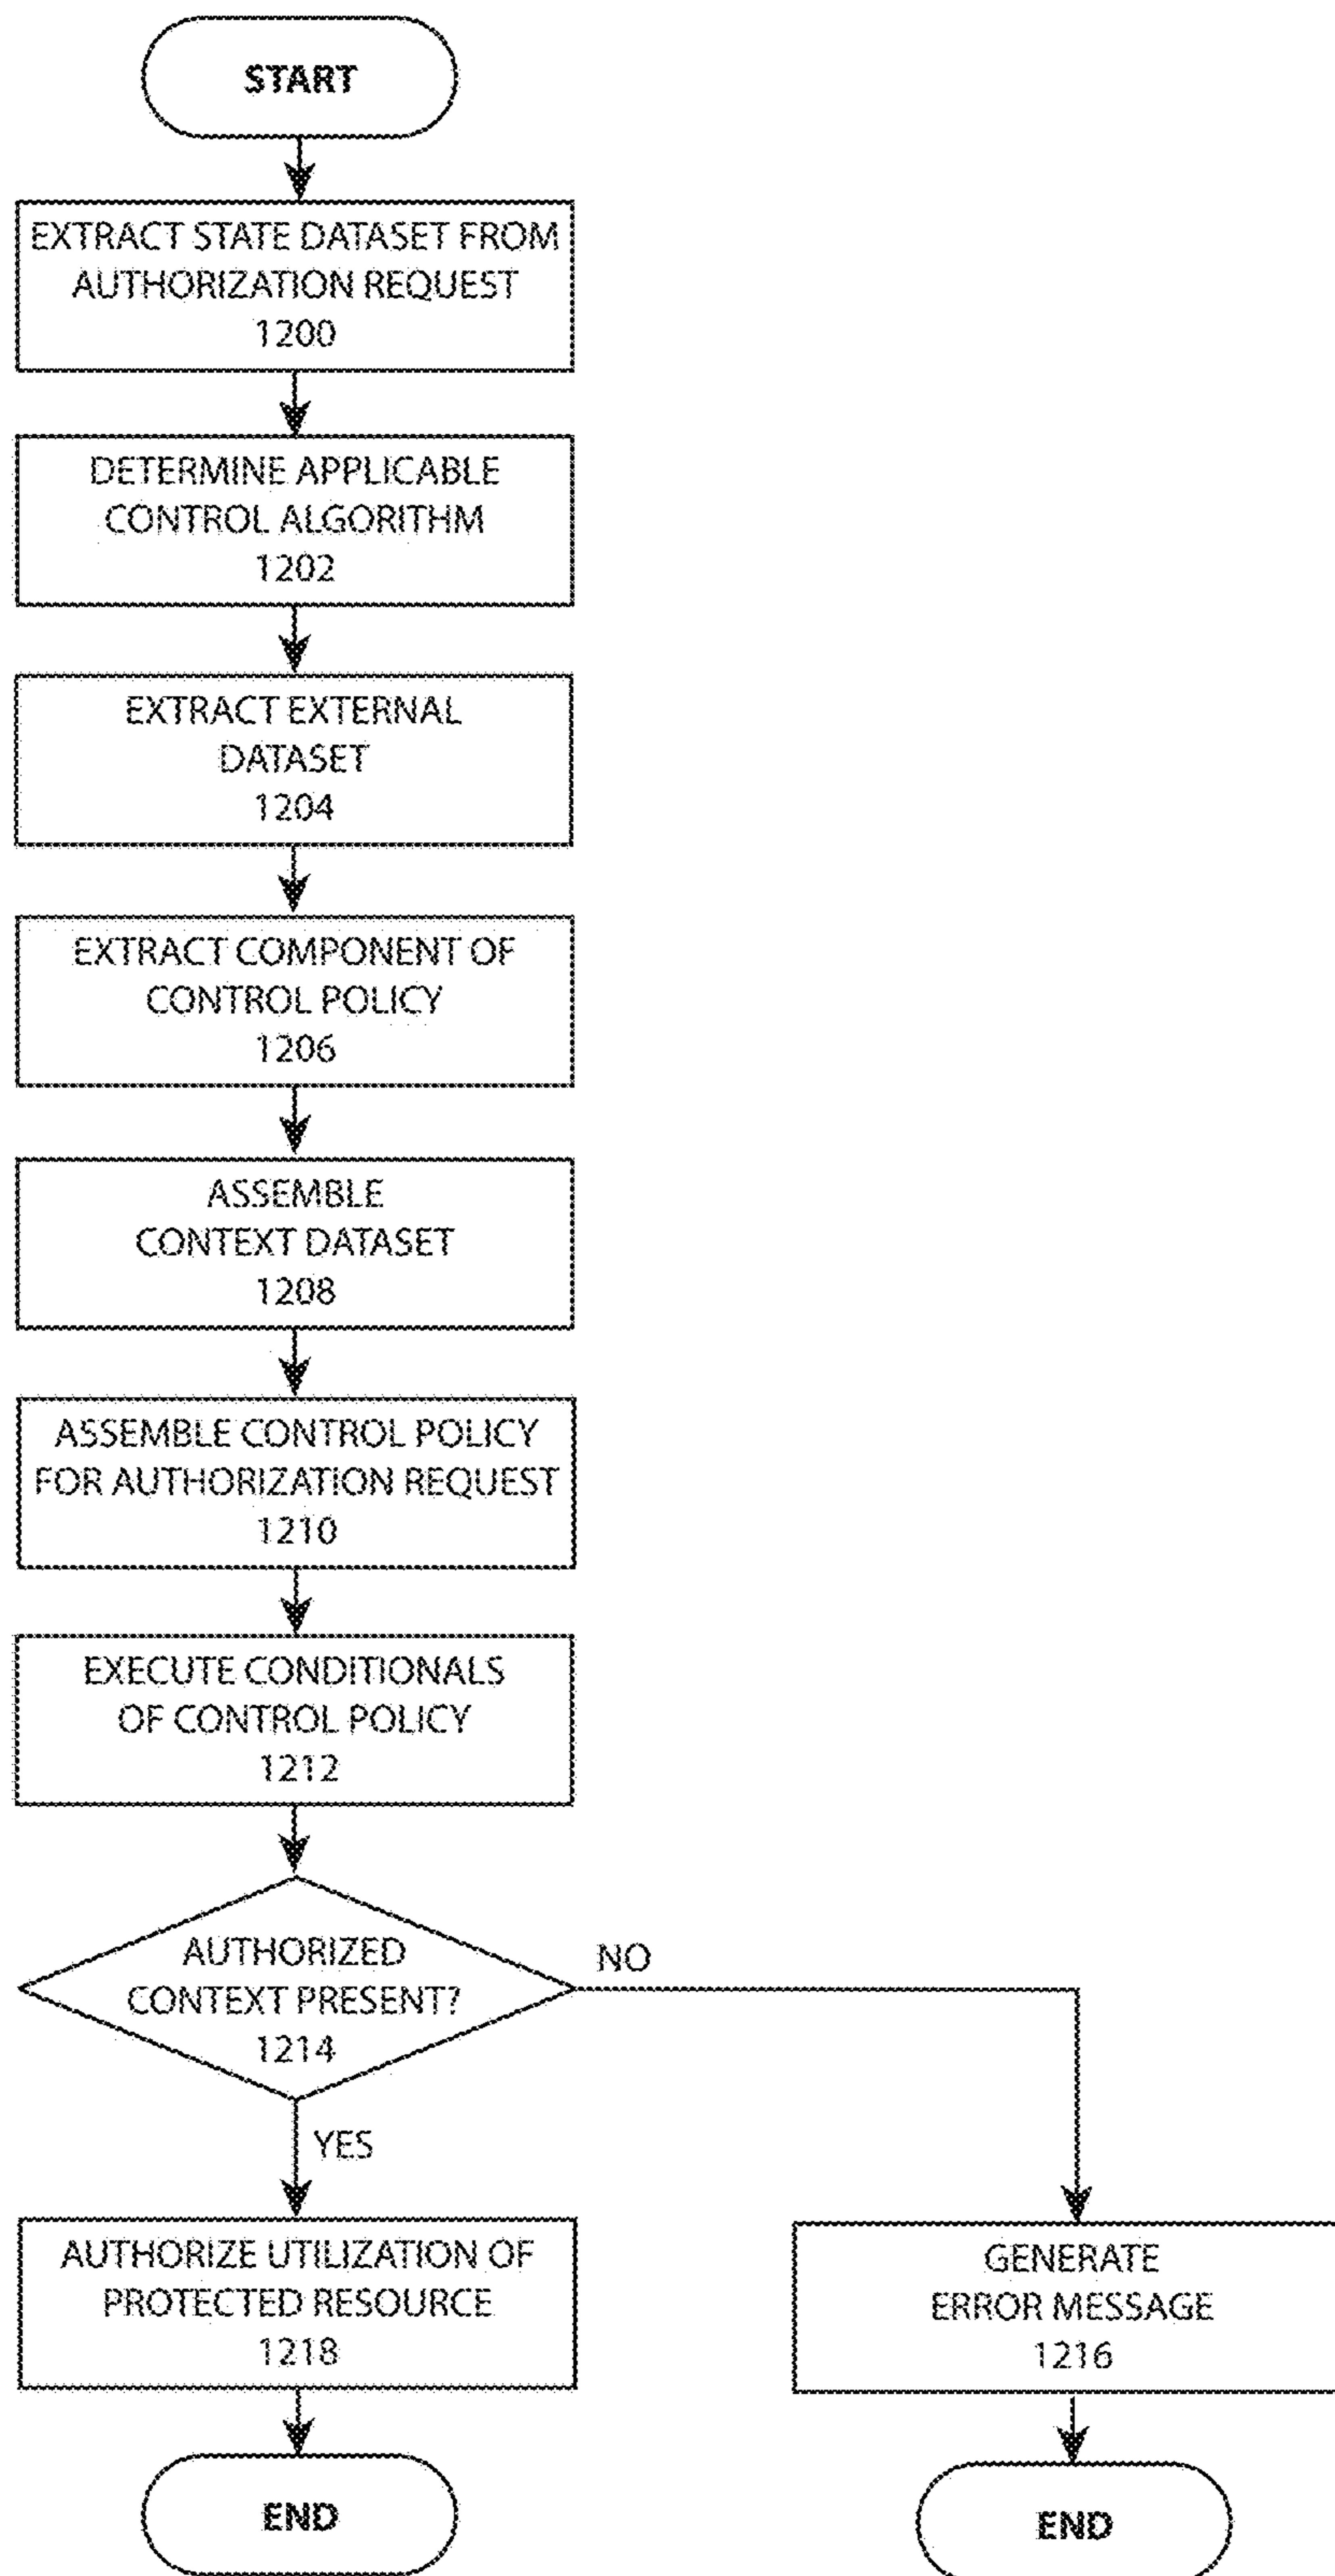 START
EXTRACT STATE DATASET FROM
AUTHORIZATION REQUEST
1200
DETERMINE APPLICABLE
CONTROL ALGORITHM
1202
EXTRACT EXTERNAL
DATASET
1204
EXTRACT COMPONENT OF
CONTROL POLICY
1206
ASSEMBLE
CONTEXT DATASET
1208
ASSEMBLE CONTROL POLICY
FOR AUTHORIZATION REQUEST
1210
EXECUTE CONDITIONALS
OF CONTROL POLICY
1212
AUTHORIZED
CONTEXT PRESENT?
1214
NO
YES
AUTHORIZE UTILIZATION OF
PROTECTED RESOURCE
1218
END
GENERATE
ERROR MESSAGE
1216
END